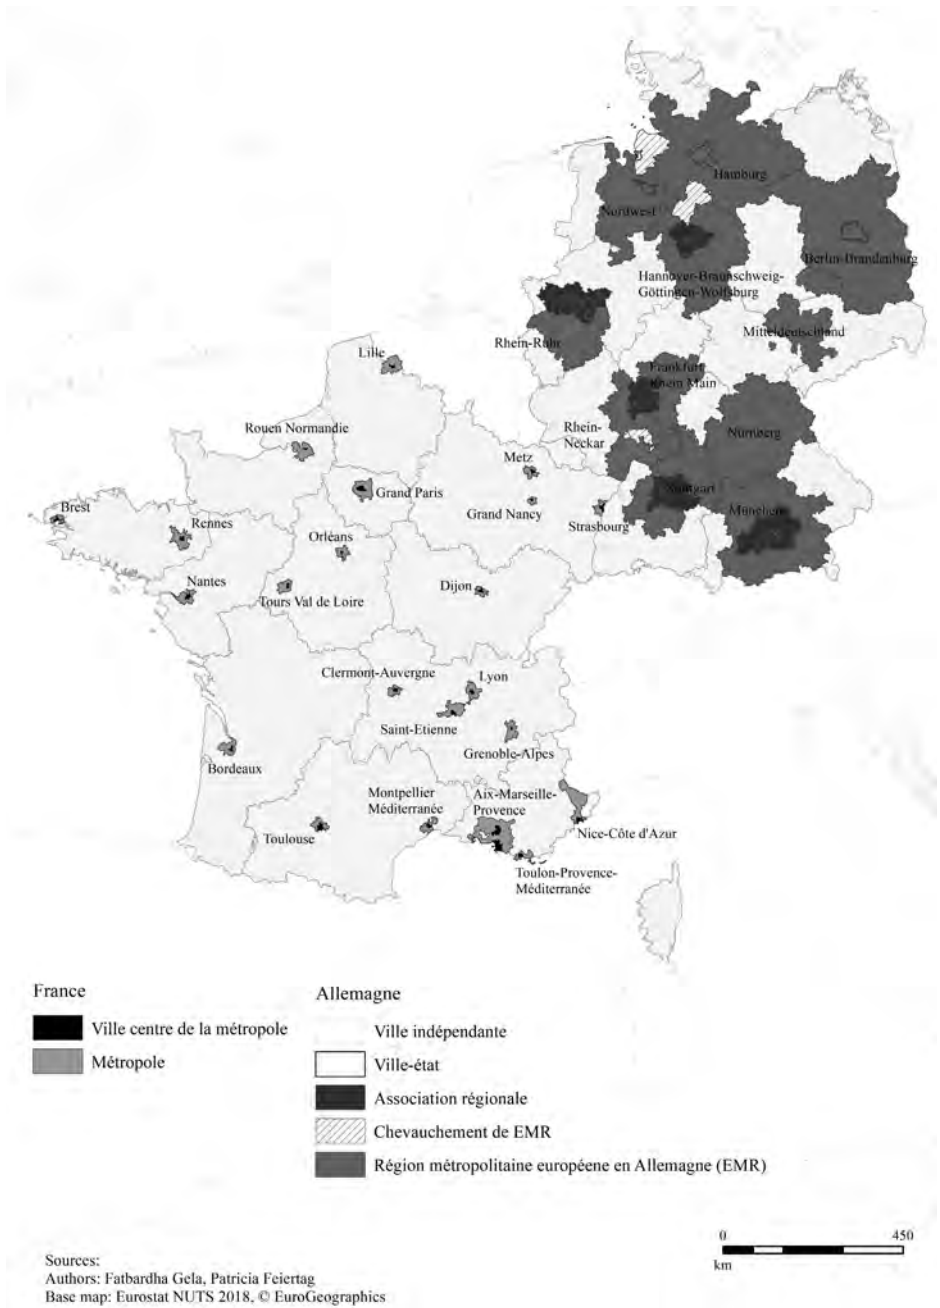 Hamburg
Nordwest
Berlin-Brandenburg
Hannover-Braunschweig-
Göttingen-Wolfsburg
Mitteldeutschland
Rhein-Ruhr
Lille
Frankfurt
Rhein Main
Rouen Normandie
Rhein-
Neckar
Nürnberg
Metz
Grand Paris
Stuttgart
Brest
Grand Nancy
Strasbourg
München
Rennes
Orléans
Nantes
Tours Val de Loire
Dijon
Clermont-Auvergne
Lyon
Saint-Etienne
Grenoble-Alpes
Bordeaux
Montpellier
Méditerranée
Aix-Marseille-
Provence
Toulouse
Nice-Côte d'Azur
Toulon-Provence-
Méditerranée
France
Ville centre de la métropole
Métropole
Allemagne
Ville indépendante
Ville-état
Association régionale
Chevauchement de EMR
Région métropolitaine européene en Allemagne (EMR)
0 450
km
Sources:
Authors: Fatbardha Gela, Patricia Feiertag
Base map: Eurostat NUTS 2018, © EuroGeographics